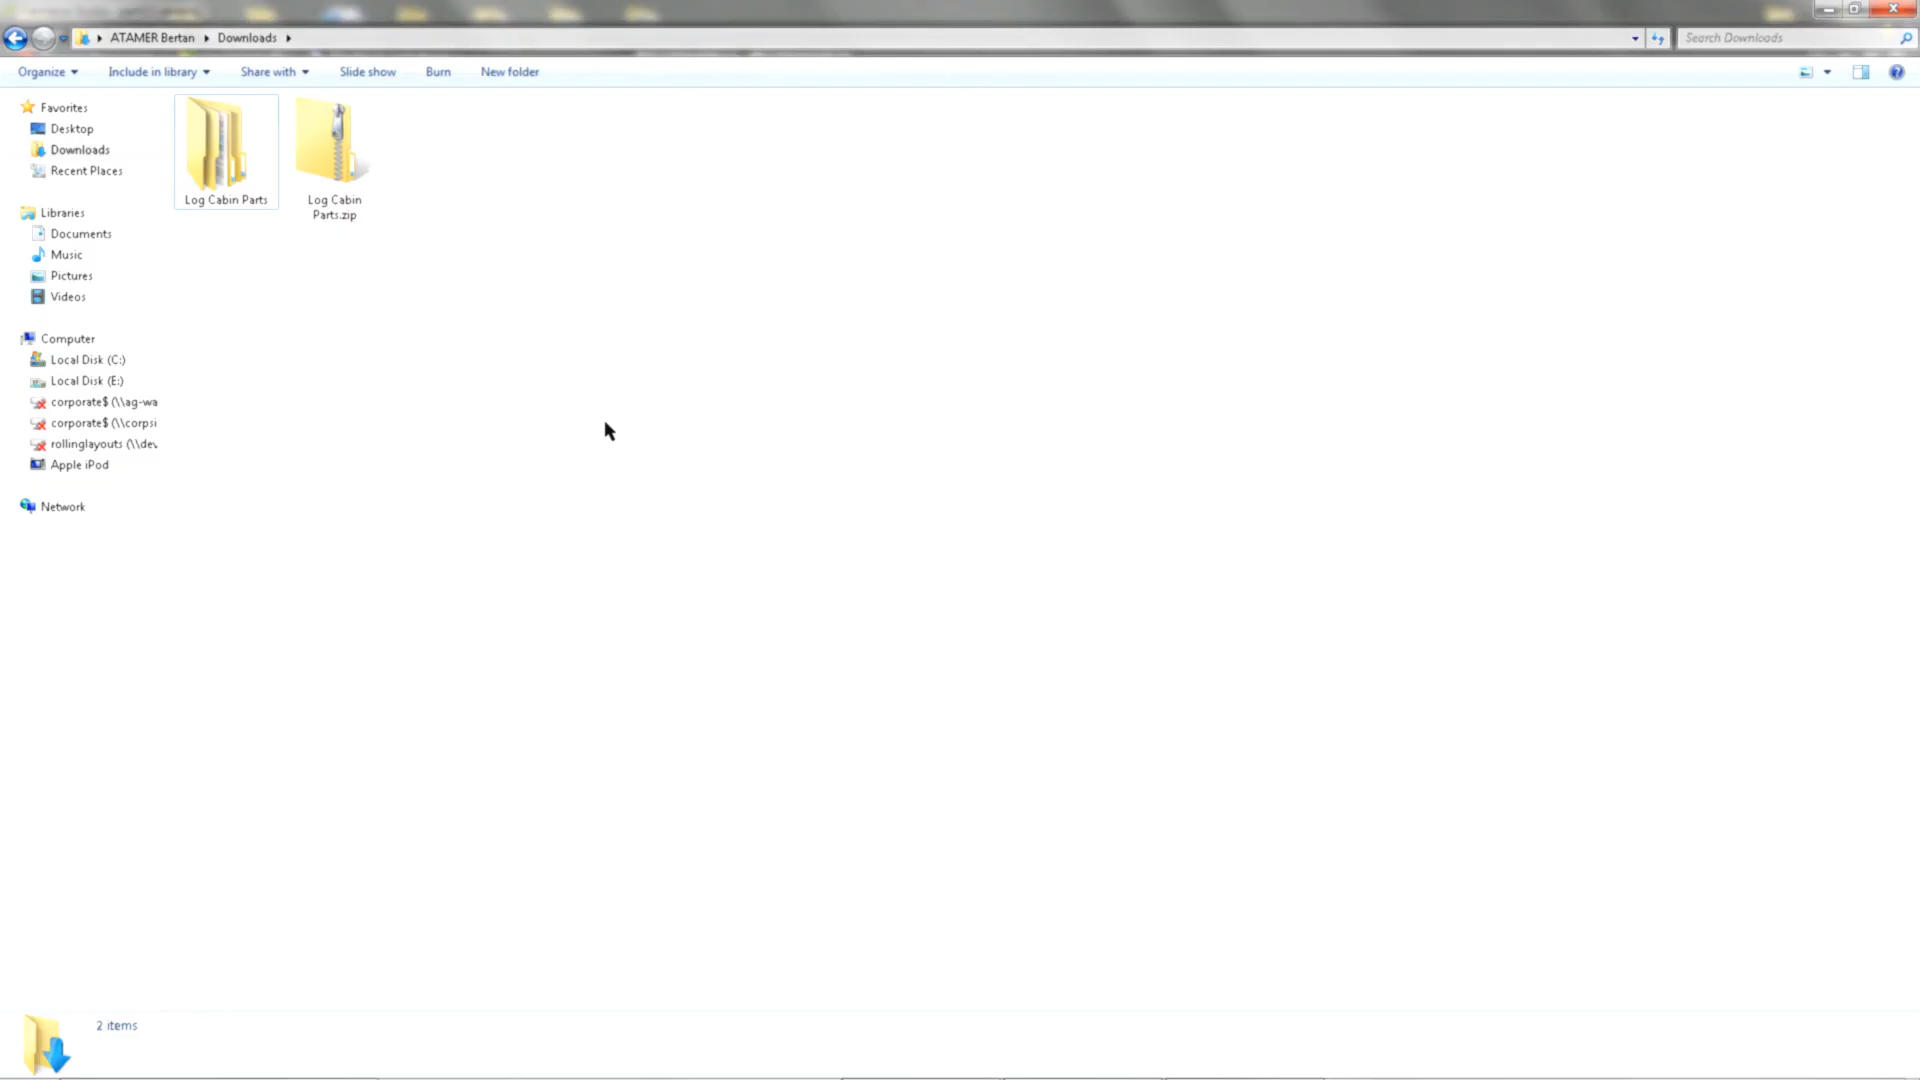 ATAMER Bertan Downloads
Search Downloads
Organize Include in library Share with Slide show Burn New folder
Favorites
Desktop
Downloads
Recent Places
Libraries
Documents
Music
Pictures
Videos
Computer
Local Disk (C:)
Local Disk (E:)
corporate$ (\\ag-wa
corporate$ (\\corpsi
rollinglayouts (\\dev
Apple iPod
Network
Log Cabin Parts
Log Cabin
Parts.zip
2 items